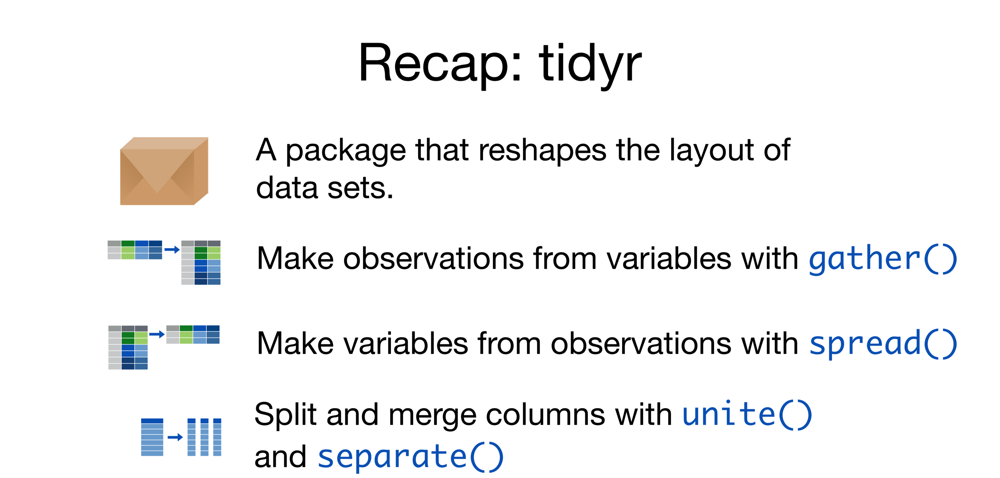 Recap: tidyr
A package that reshapes the layout of
data sets.
Make observations from variables with gather()
Make variables from observations with spread()
Split and merge columns with unite()
and separate()